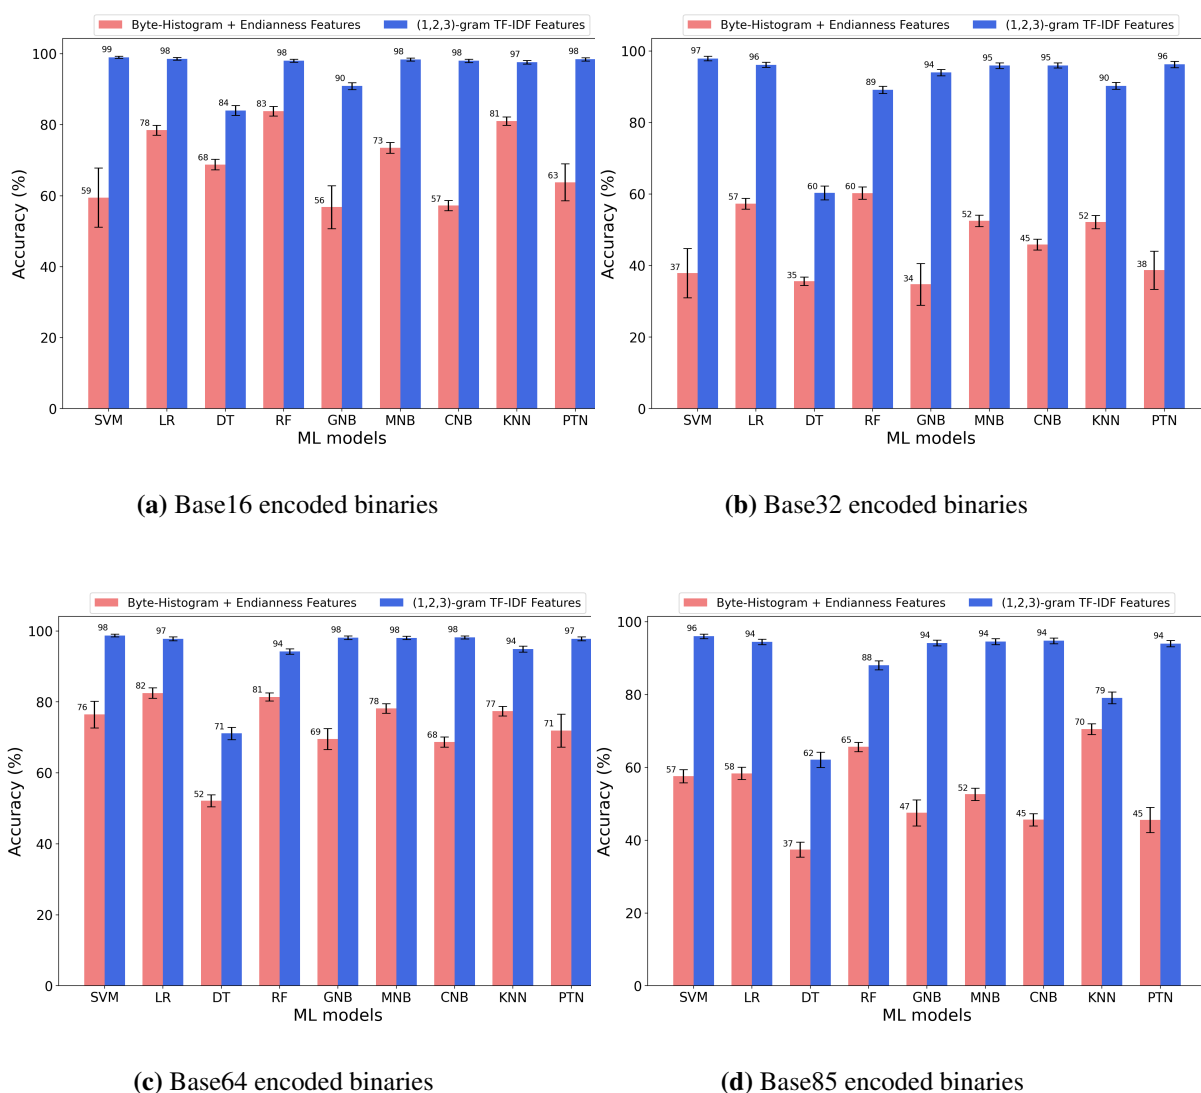 Byte-Histogram + Endianness Features (1,2,3)-gram TF-IDF Features
Accuracy (%)
100
80
60
40
20
0
59 99 78 98 68 84 83 98 56 90 73 98 57 98 81 97 63 98
SVM LR DT RF GNB MNB CNB KNN PTN
ML models
(a) Base16 encoded binaries
Byte-Histogram + Endianness Features (1,2,3)-gram TF-IDF Features
Accuracy (%)
100
80
60
40
20
0
37 97 57 96 35 60 60 89 34 94 52 95 45 95 52 90 38 96
SVM LR DT RF GNB MNB CNB KNN PTN
ML models
(b) Base32 encoded binaries
Byte-Histogram + Endianness Features (1,2,3)-gram TF-IDF Features
Accuracy (%)
100
80
60
40
20
0
76 98 82 97 52 71 81 94 69 98 78 98 68 98 77 94 71 97
SVM LR DT RF GNB MNB CNB KNN PTN
ML models
(c) Base64 encoded binaries
Byte-Histogram + Endianness Features (1,2,3)-gram TF-IDF Features
Accuracy (%)
100
80
60
40
20
0
57 96 58 94 37 62 65 88 47 94 52 94 45 94 70 79 45 94
SVM LR DT RF GNB MNB CNB KNN PTN
ML models
(d) Base85 encoded binaries